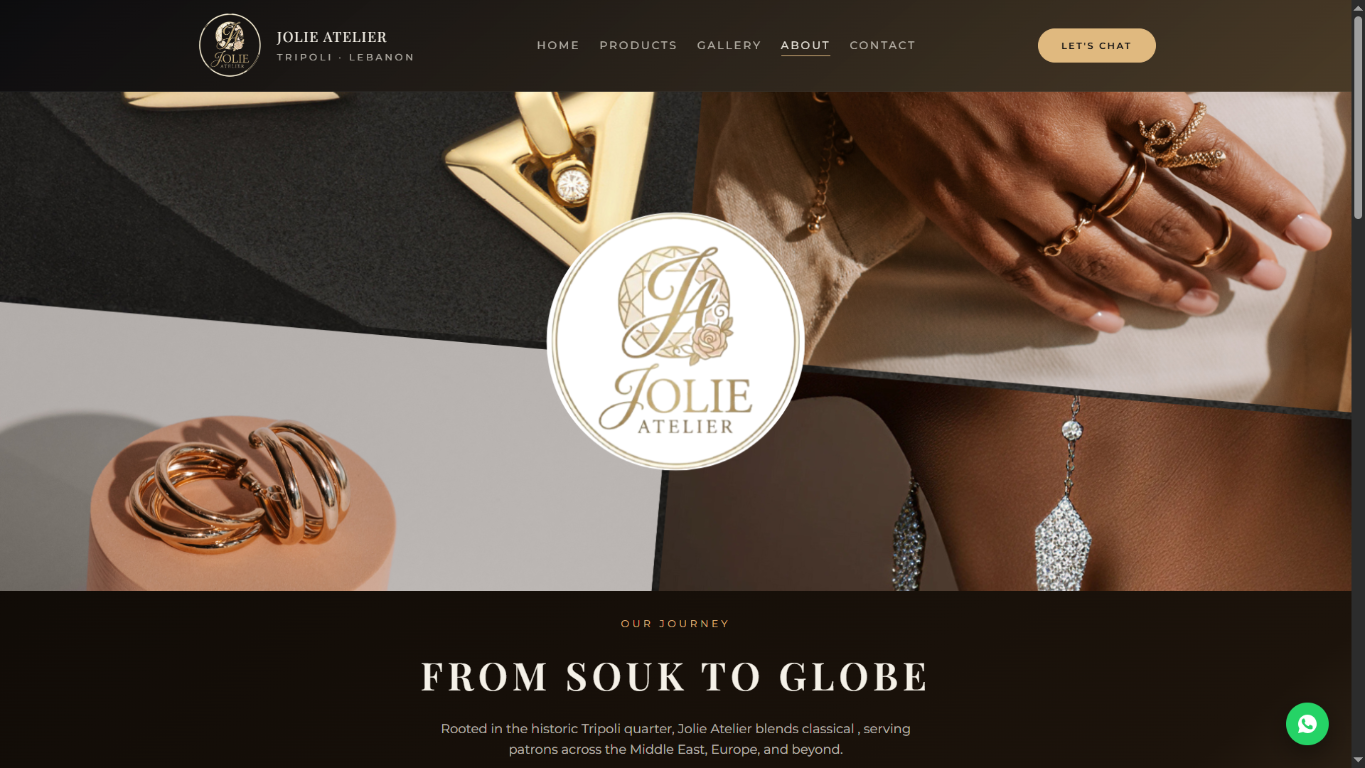 JOLIE ATELIER
TRIPOLI · LEBANON
HOME PRODUCTS GALLERY ABOUT CONTACT
LET'S CHAT
JOLIE
ATELIER
JA
JOLIE
ATELIER
OUR JOURNEY
FROM SOUK TO GLOBE
Rooted in the historic Tripoli quarter, Jolie Atelier blends classical , serving
patrons across the Middle East, Europe, and beyond.